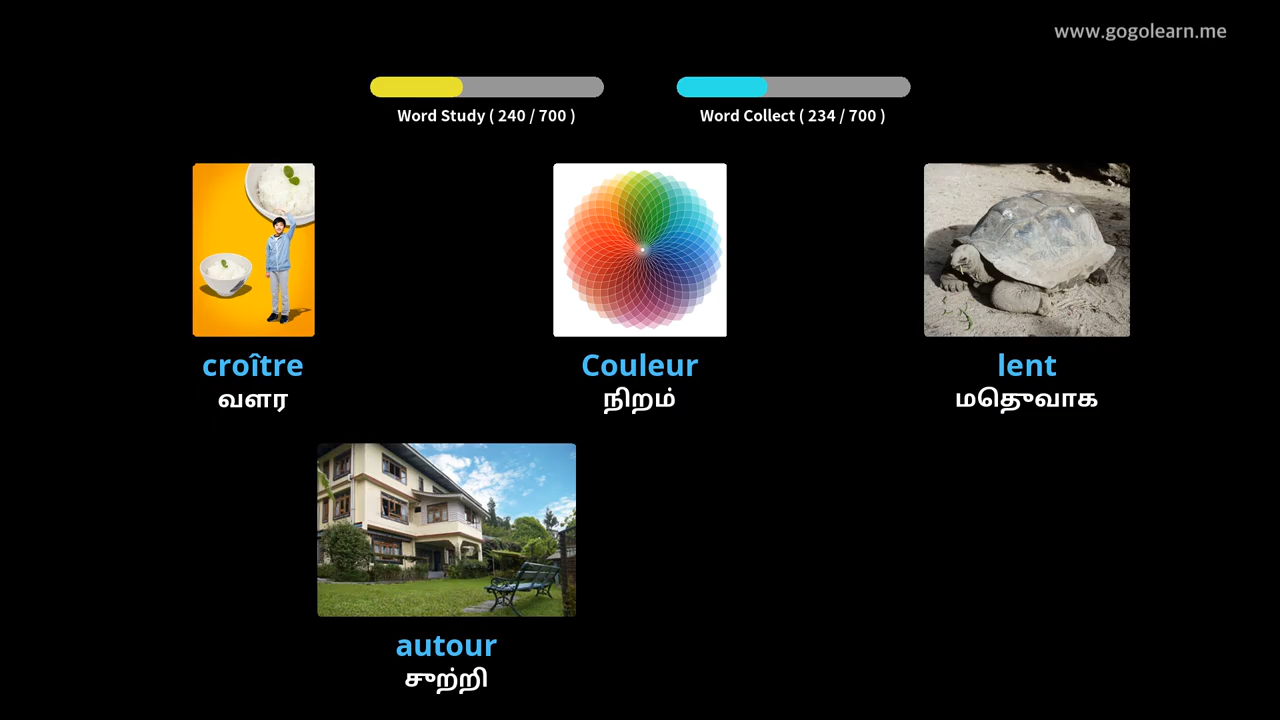 www.gogolearn.me
Word Study ( 240 / 700 )
Word Collect ( 234 / 700 )
croître
வளர
Couleur
நிறம்
lent
மெதுவாக
autour
சுற்றி